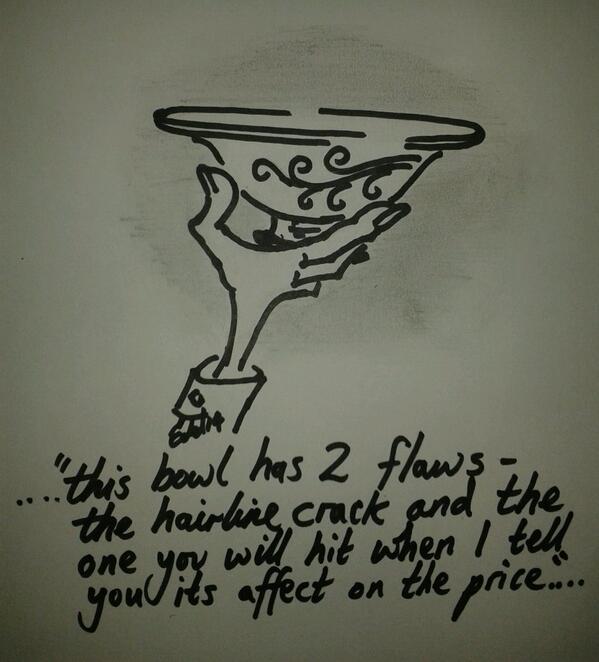 ...."this bowl has 2 flaws -
the hairline crack and the
one you will hit when I tell
you its affect on the price"....